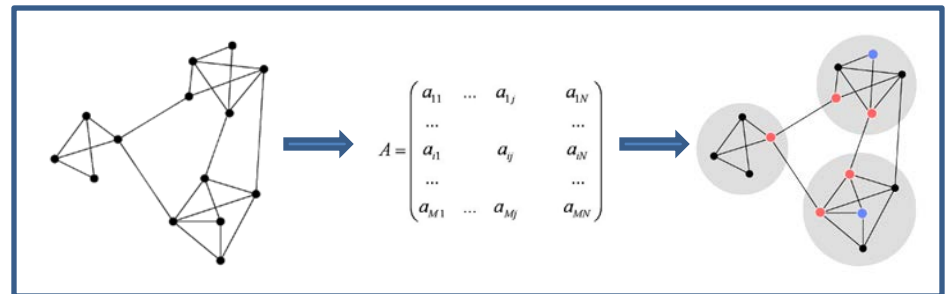 a11 ... a1j a1N
... ...
A = ai1 aij aiN
... ...
aM1 ... aMj aMN